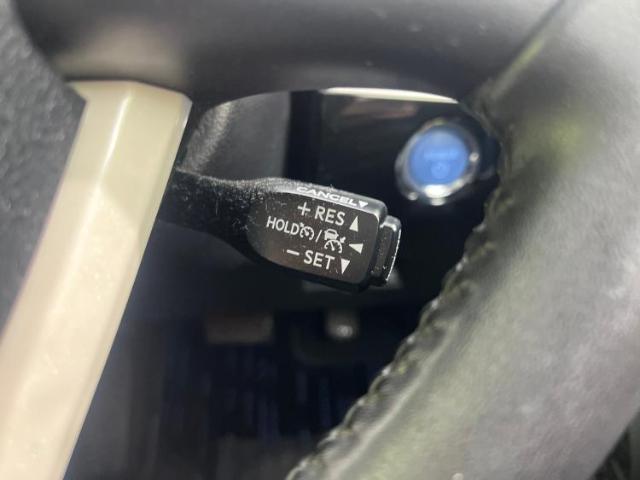 CANCEL▼
+ RES ▲
HOLD / ◄
− SET ▼